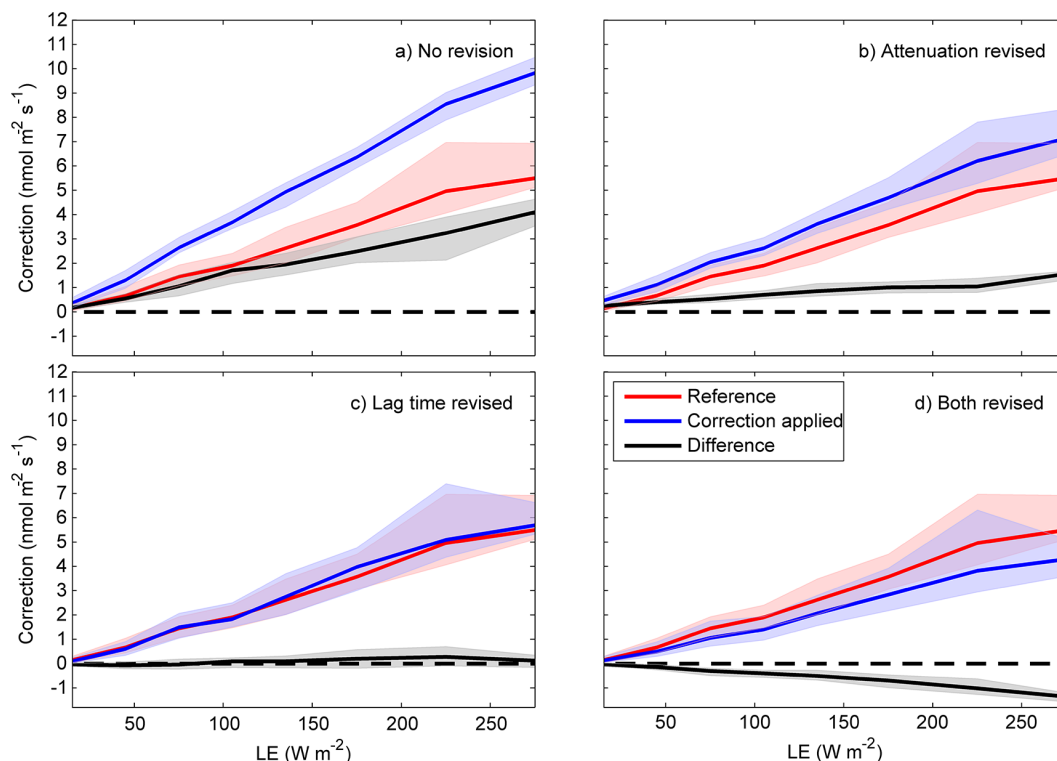 12
11
10
9
8
7
6
5
4
3
2
1
0
-1
Correction (nmol m-2 s-1)
a) No revision
b) Attenuation revised
12
11
10
9
8
7
6
5
4
3
2
1
0
-1
Correction (nmol m-2 s-1)
c) Lag time revised
Reference
Correction applied
Difference
d) Both revised
50 100 150 200 250
LE (W m-2)
50 100 150 200 250
LE (W m-2)